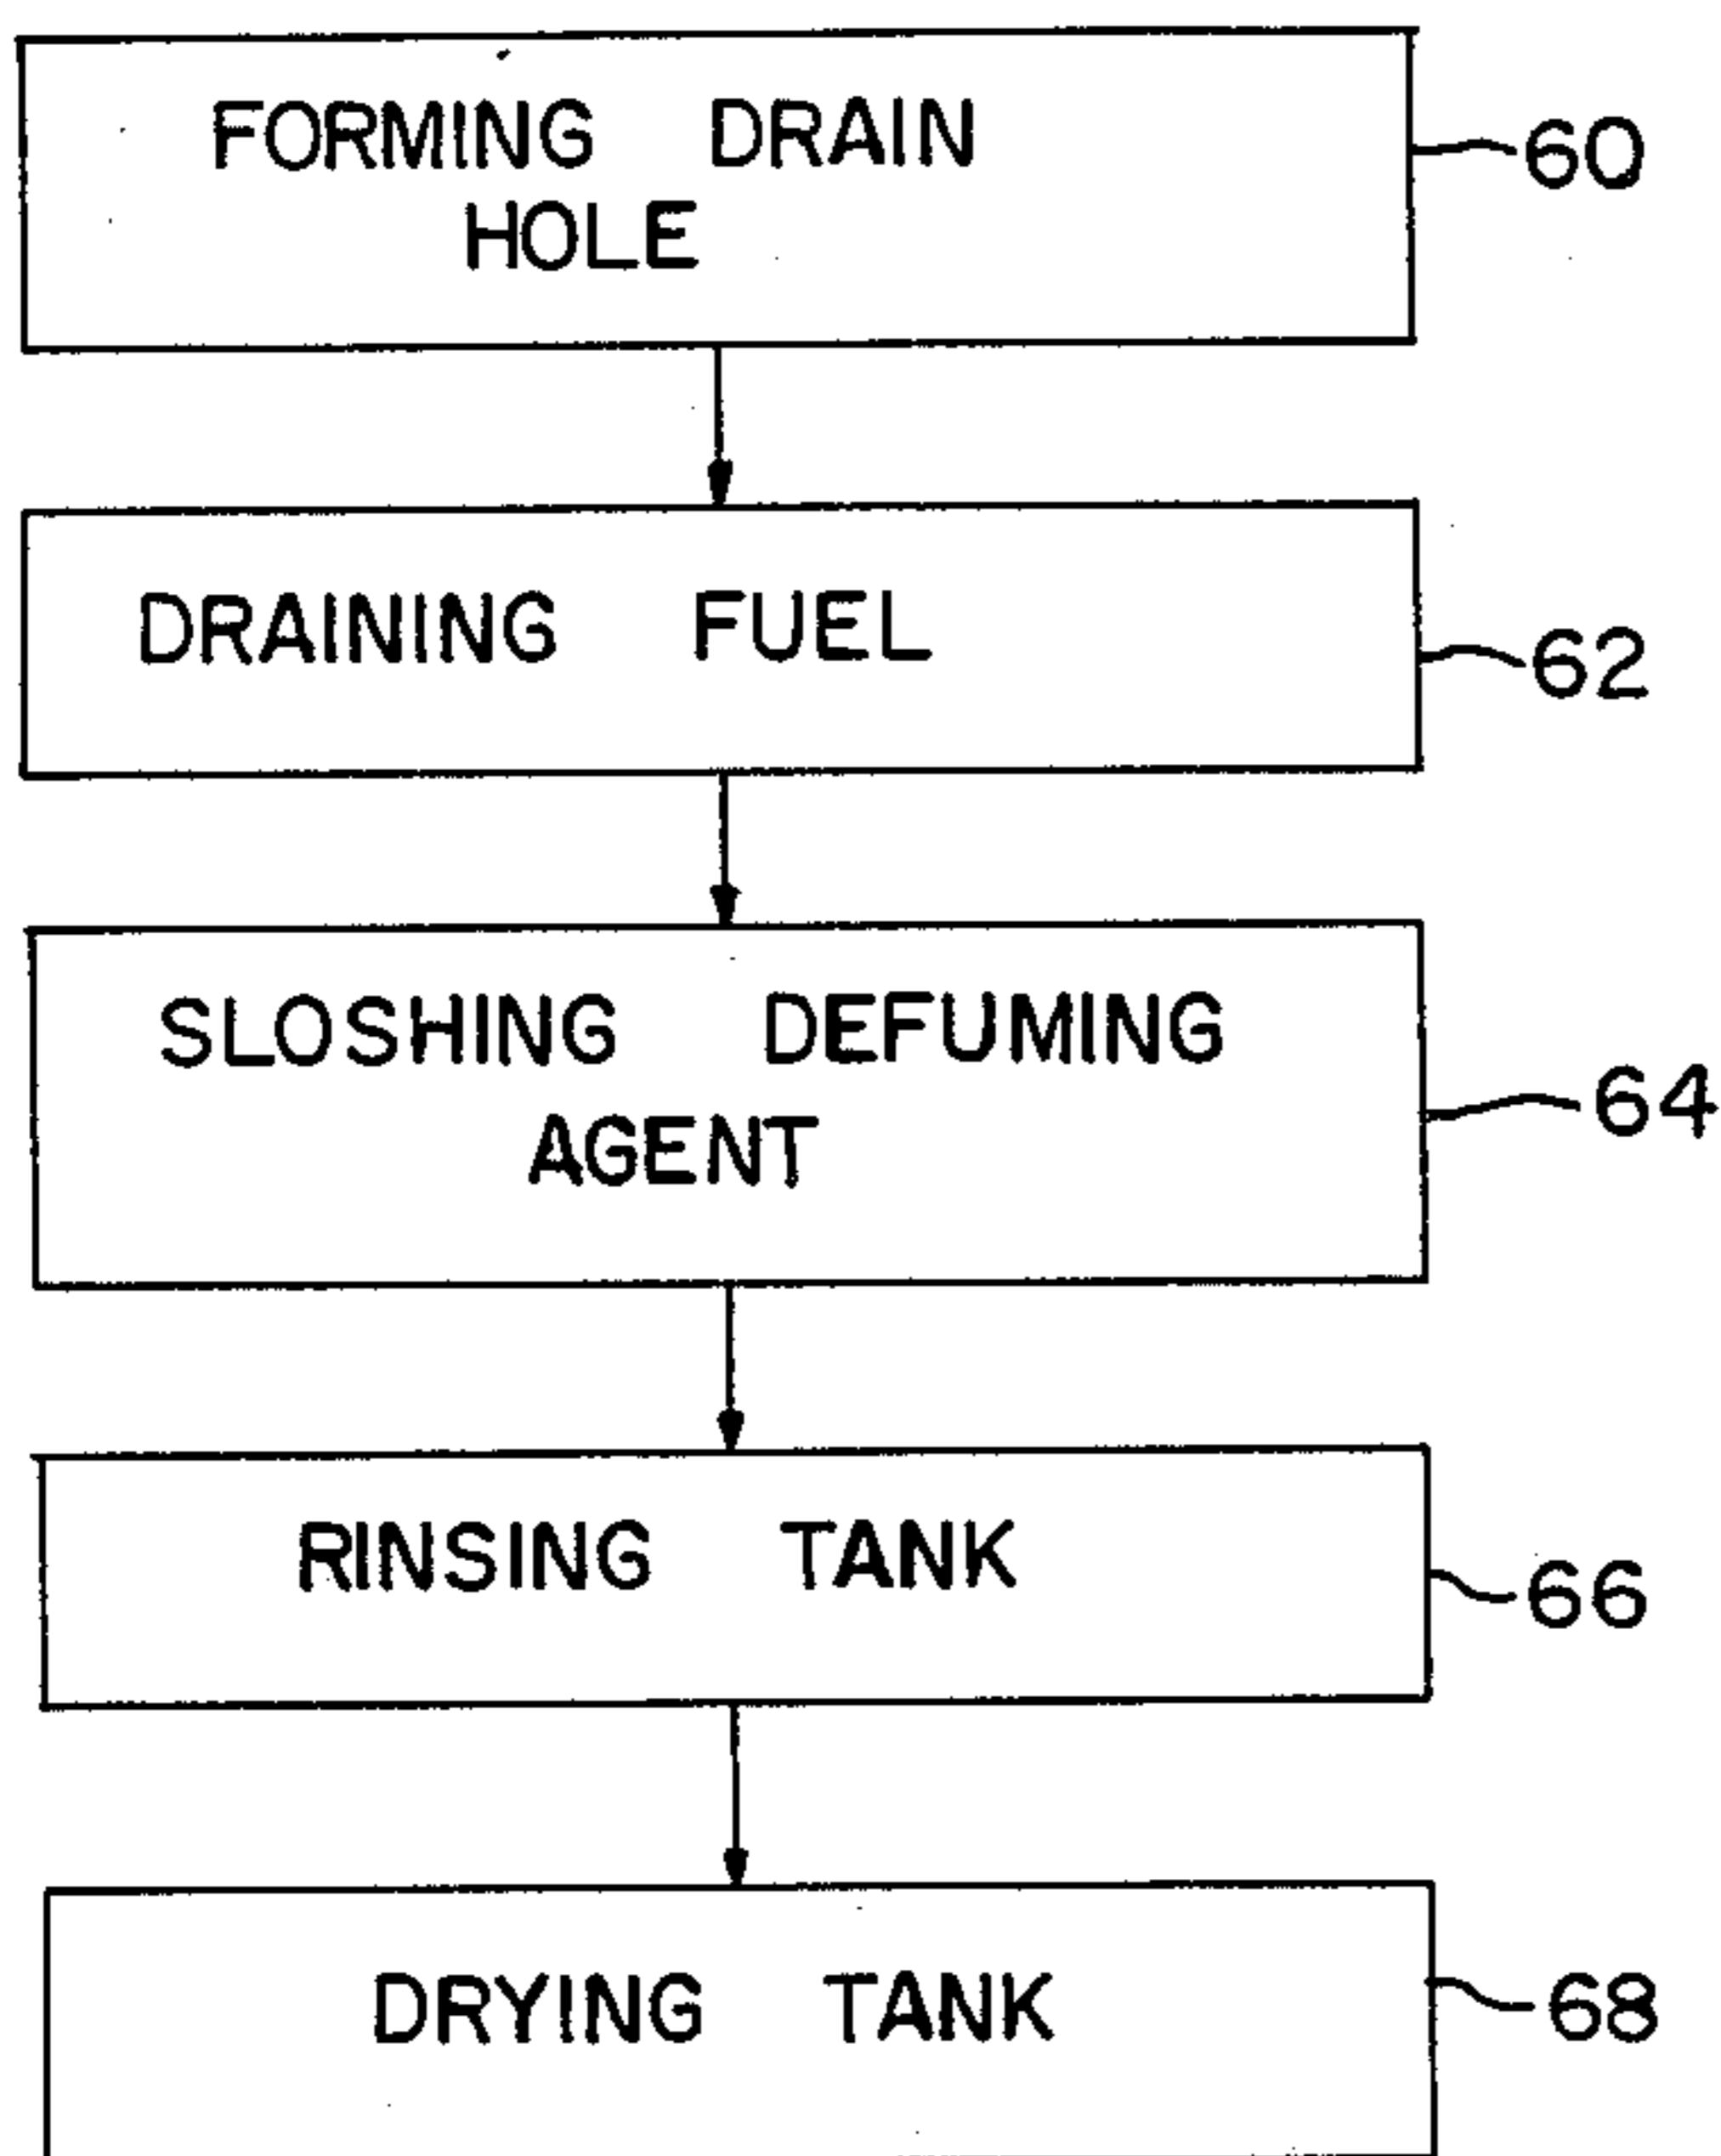 FORMING DRAIN
HOLE
60
DRAINING FUEL
62
SLOSHING DEFUMING
AGENT
64
RINSING TANK
66
DRYING TANK
68